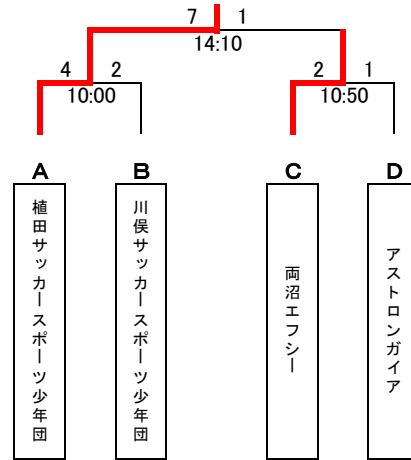 7 1
14:10
4 2 2 1
10:00 10:50
A B C D
植田サッカースポーツ少年団
川俣サッカースポーツ少年団
両沼エフシー
アストロンガイア